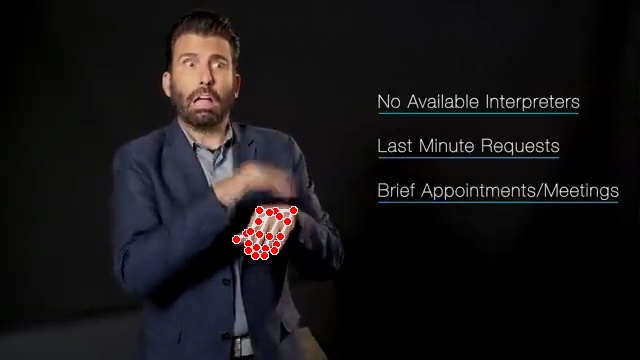 No Available Interpreters
Last Minute Requests
Brief Appointments/Meetings